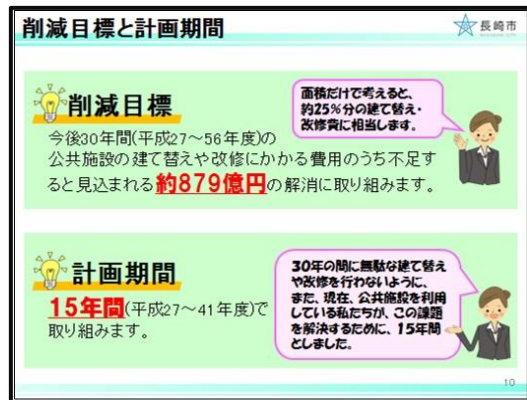 削減目標と計画期間
長崎市
削減目標
面積だけで考えると、
約25%分の建て替え・
改修費に相当します。
今後30年間(平成27～56年度)の
公共施設の建て替えや改修にかかる費用のうち不足す
ると見込まれる約879億円の解消に取り組みます。
計画期間
15年間(平成27～41年度)で
取り組みます。
30年の間に無駄な建て替え
や改修を行わないように、
また、現在、公共施設を利用
している私たちが、この課題
を解決するために、15年間
としました。
10